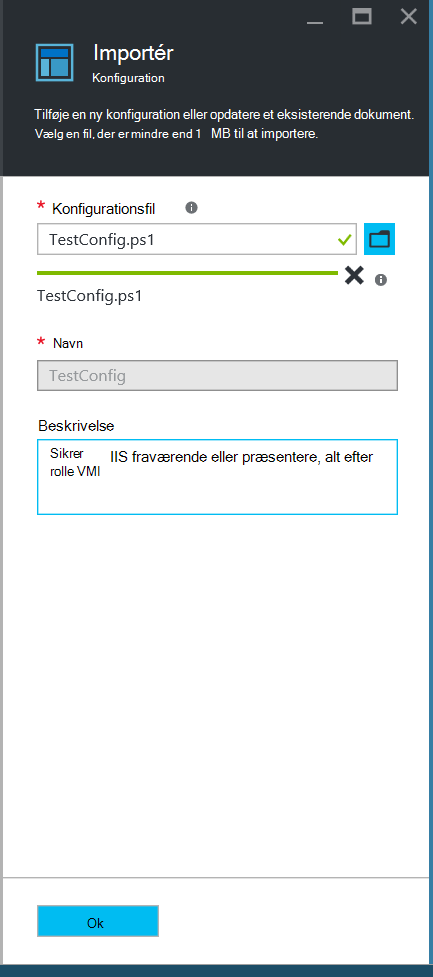 Importér
Konfiguration
Tilføje en ny konfiguration eller opdatere et eksisterende dokument.
Vælg en fil, der er mindre end 1 MB til at importere.
* Konfigurationsfil
TestConfig.ps1
TestConfig.ps1
* Navn
TestConfig
Beskrivelse
Sikrer IIS fraværende eller præsentere, alt efter
rolle VMI
Ok